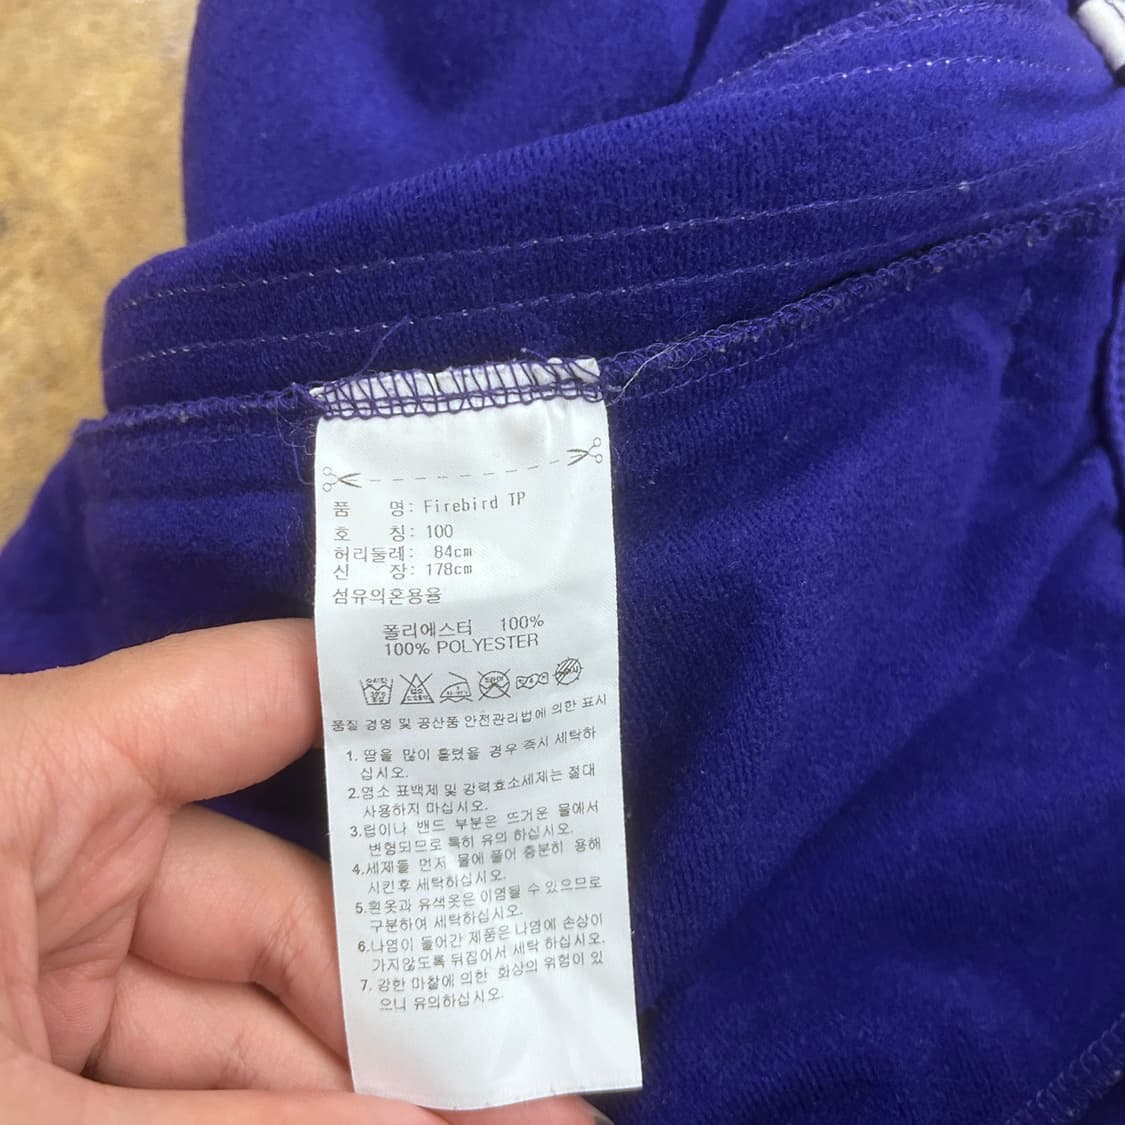 품 명: Firebird TP
호 칭: 100
허리둘레: 84cm
신 장: 178cm
섬유의혼용율
폴리에스터 100%
100% POLYESTER
품질 경영 및 공산품 안전관리법에 의한 표시
1. 땀을 많이 흘렸을 경우 즉시 세탁하
십시오.
2.염소 표백제 및 강력효소세제는 절대
사용하지 마십시오.
3.립이나 밴드 부분은 뜨거운 물에서
변형되므로 특히 유의 하십시오.
4.세제를 먼저 물에 풀어 충분히 용해
시킨후 세탁하십시오.
5.흰옷과 유색옷은 이염될 수 있으므로
구분하여 세탁하십시오.
6.나염이 들어간 제품은 나염에 손상이
가지않도록 뒤집어서 세탁 하십시오.
7. 강한 마찰에 의한 화상의 위험이 있
으니 유의하십시오.